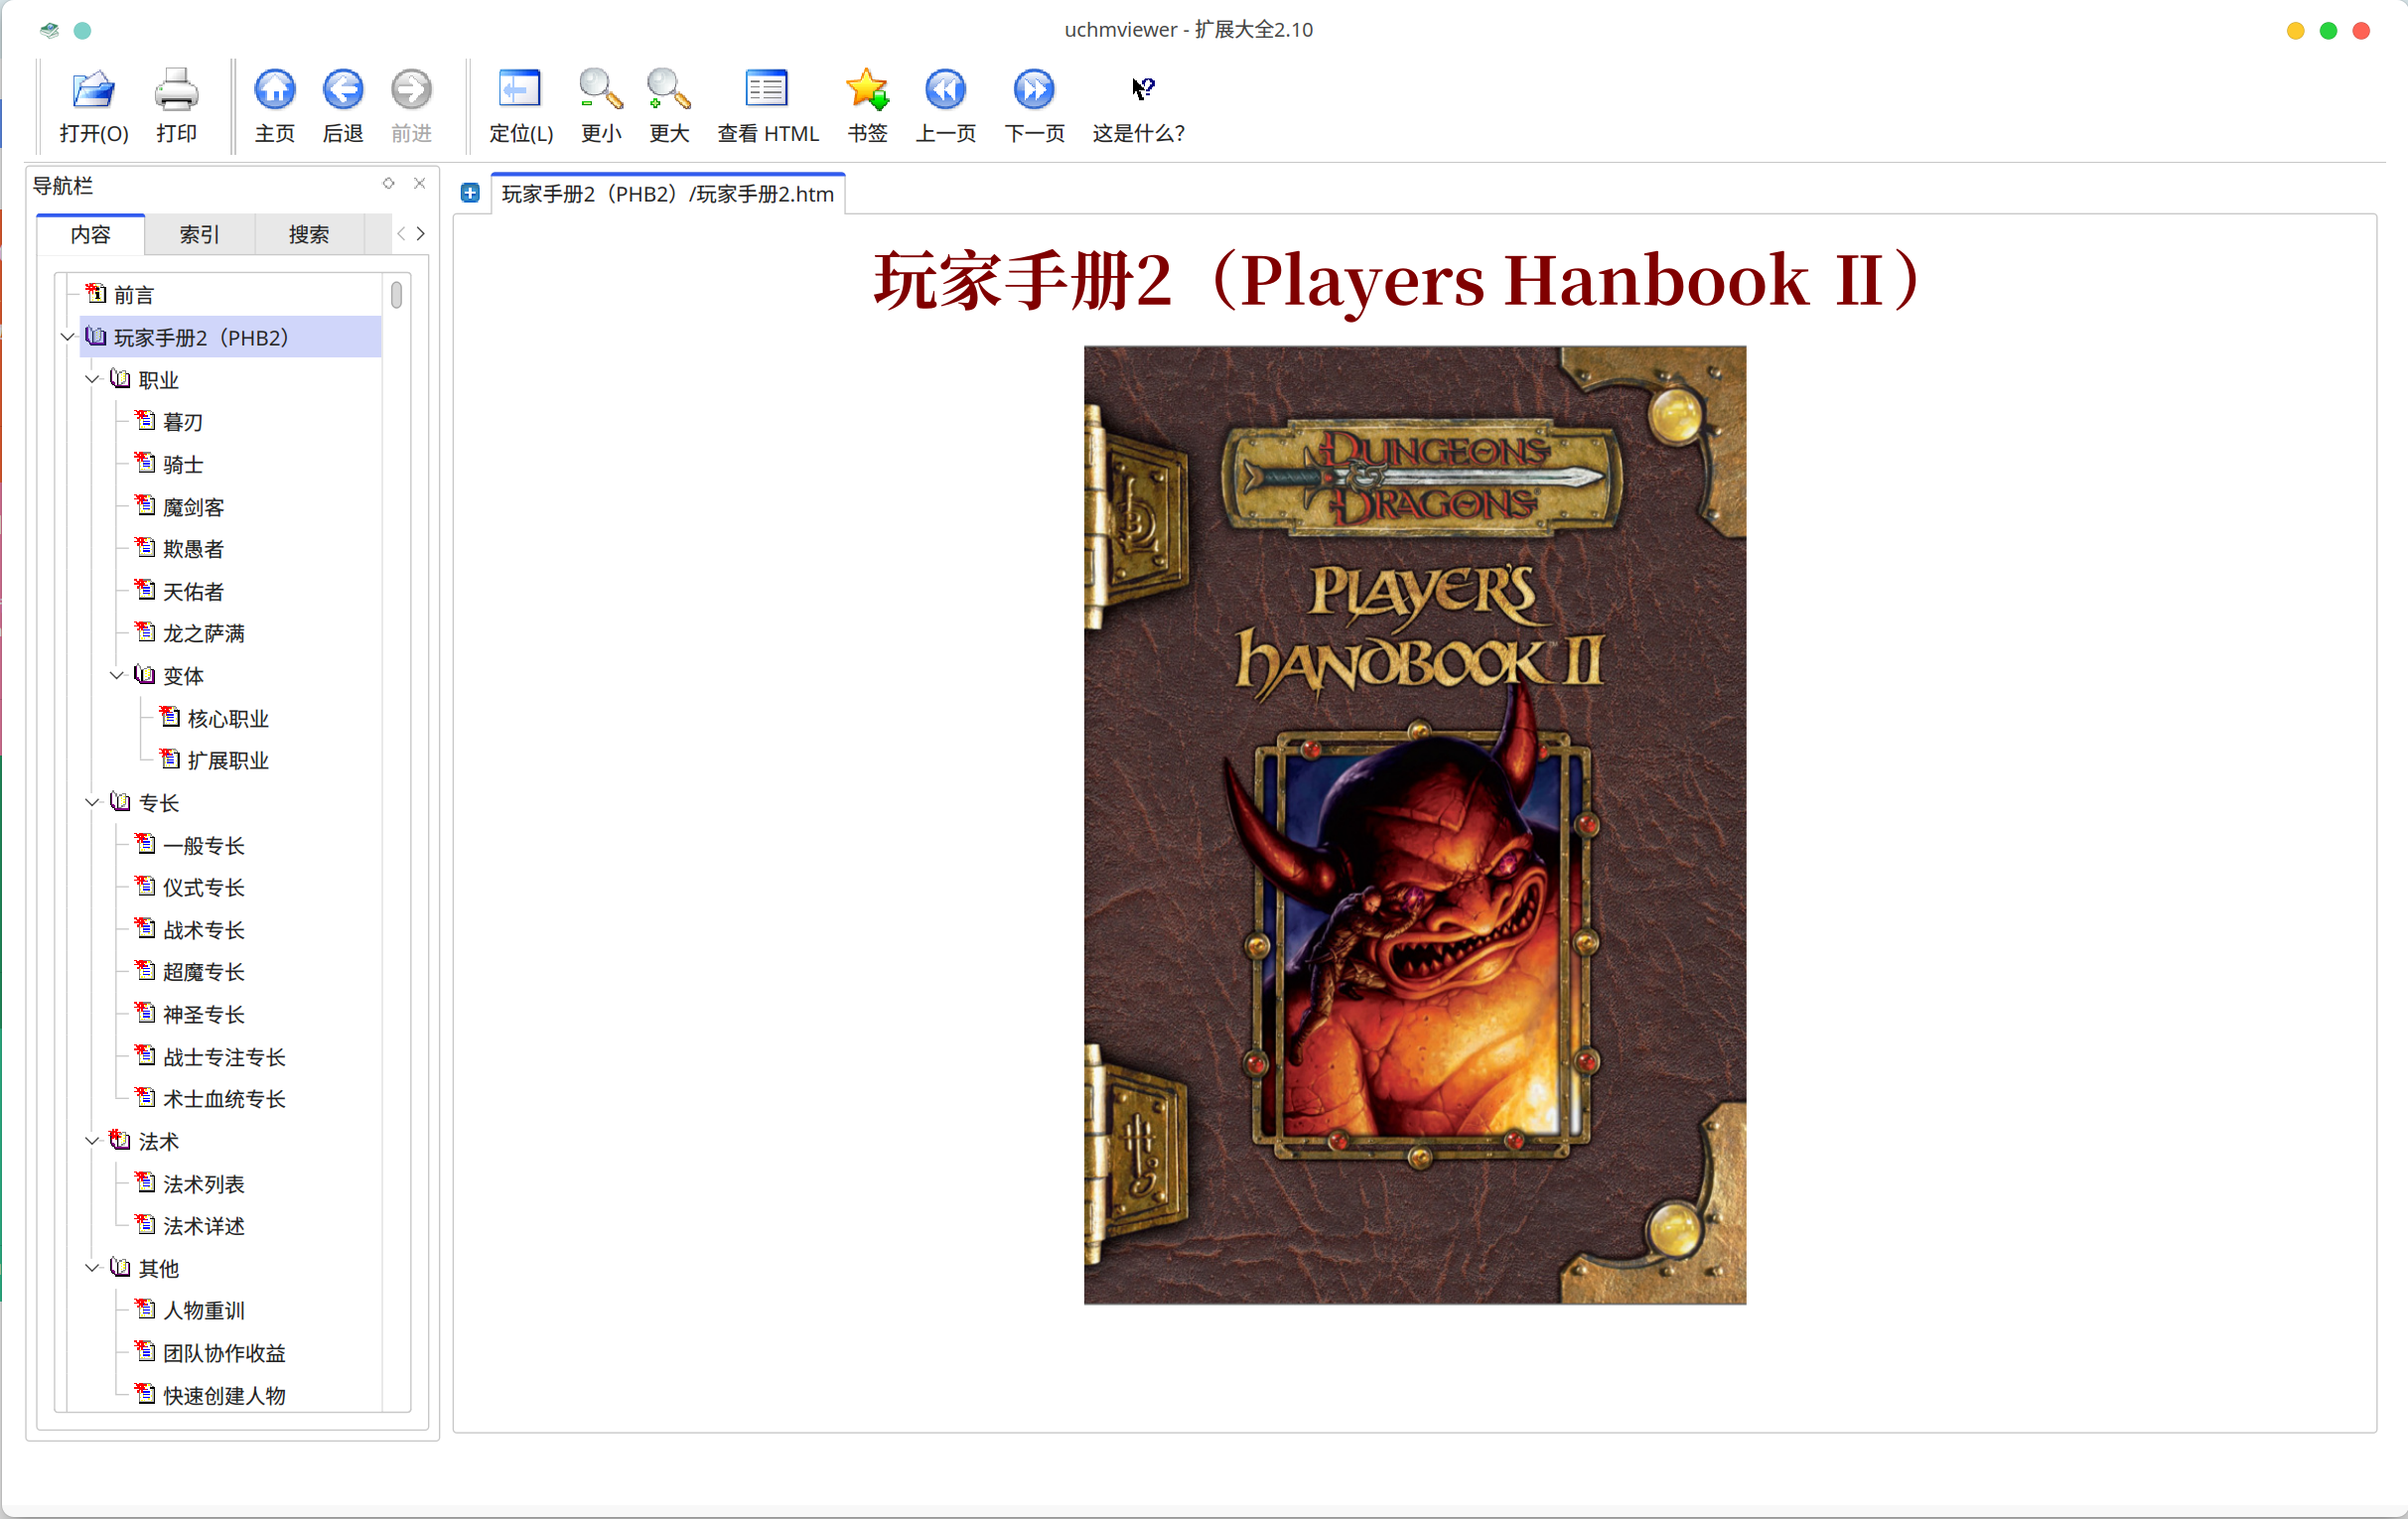 uchmviewer - 扩展大全2.10
打开(O)
打印
主页
后退
前进
定位(L)
更小
更大
查看 HTML
书签
上一页
下一页
这是什么?
导航栏
内容
索引
搜索
前言
玩家手册2（PHB2）
职业
暮刃
骑士
魔剑客
欺愚者
天佑者
龙之萨满
变体
核心职业
扩展职业
专长
一般专长
仪式专长
战术专长
超魔专长
神圣专长
战士专注专长
术士血统专长
法术
法术列表
法术详述
其他
人物重训
团队协作收益
快速创建人物
玩家手册2（PHB2）/玩家手册2.htm
玩家手册2（Players Hanbook Ⅱ）
DUNGEONS
DRAGONS
PLAYER'S
HANDBOOK II